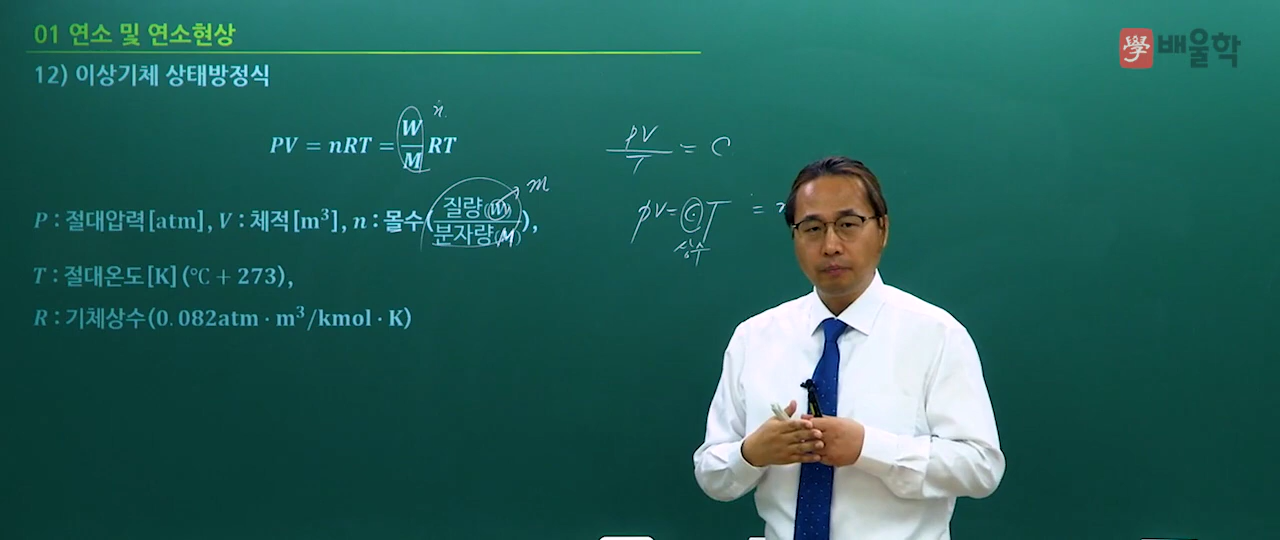 01 연소 및 연소현상
學 배울학
12) 이상기체 상태방정식
PV = nRT = W/M RT
n
PV/T = C
P : 절대압력[atm], V : 체적[m³], n : 몰수(질량(W)/분자량(M)),
m
PV = C T =
상수
T : 절대온도[K] (℃ + 273),
R : 기체상수(0.082atm · m³/kmol · K)